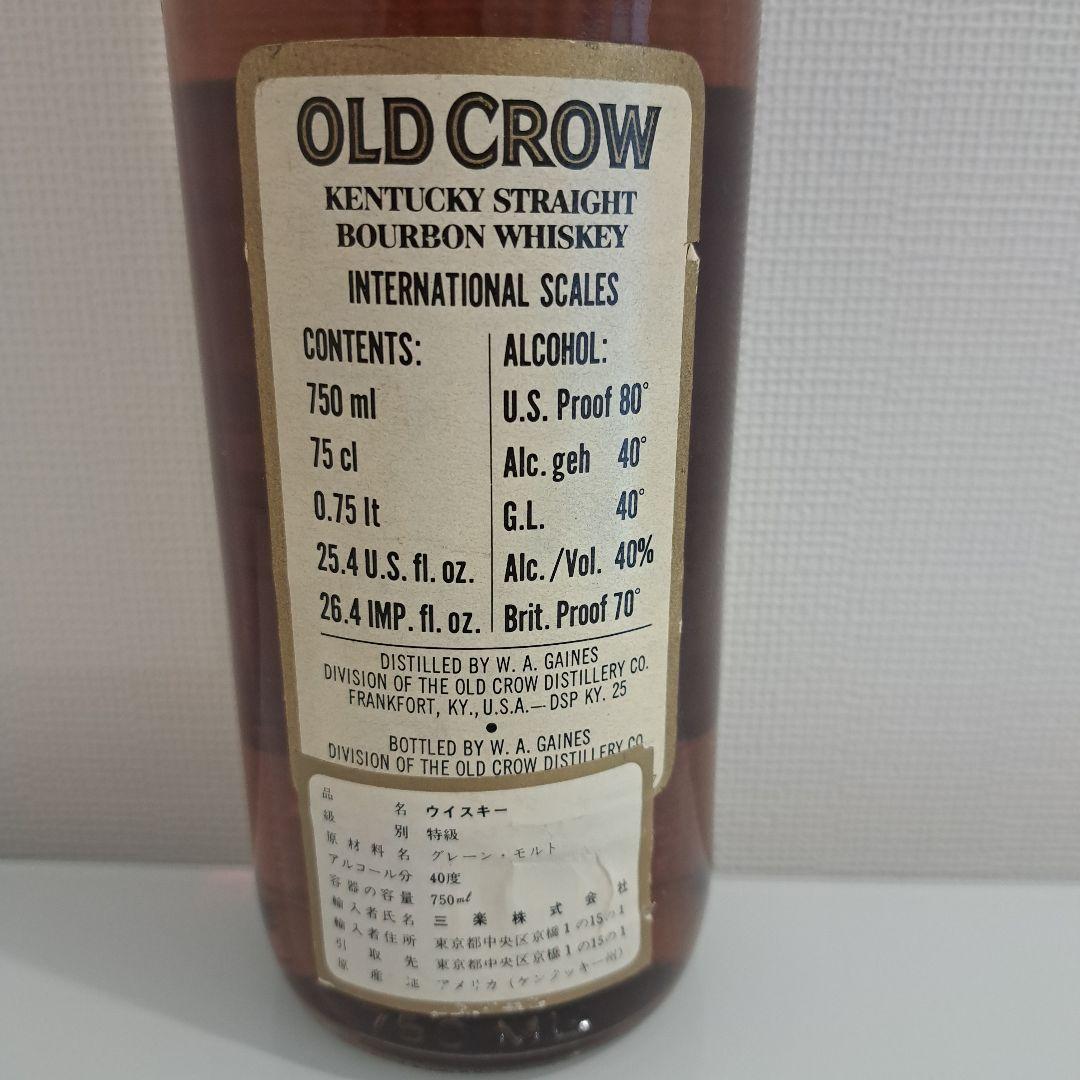 OLD CROW
KENTUCKY STRAIGHT
BOURBON WHISKEY
INTERNATIONAL SCALES
CONTENTS:
750 ml
75 cl
0.75 lt
25.4 U.S. fl. oz.
26.4 IMP. fl. oz.
ALCOHOL:
U.S. Proof 80°
Alc. geh 40°
G.L. 40°
Alc./Vol. 40%
Brit. Proof 70°
DISTILLED BY W. A. GAINES
DIVISION OF THE OLD CROW DISTILLERY CO.
FRANKFORT, KY., U.S.A.—DSP KY. 25
●
BOTTLED BY W. A. GAINES
DIVISION OF THE OLD CROW DISTILLERY CO.
品名 ウイスキー
級別 特級
原材料名 グレーン・モルト
アルコール分 40度
容器の容量 750ml
輸入者氏名 三楽株式会社
輸入者住所 東京都中央区京橋1の15の1
引取先 東京都中央区京橋1の15の1
原産 アメリカ(ケンタッキー州)
750 ML.